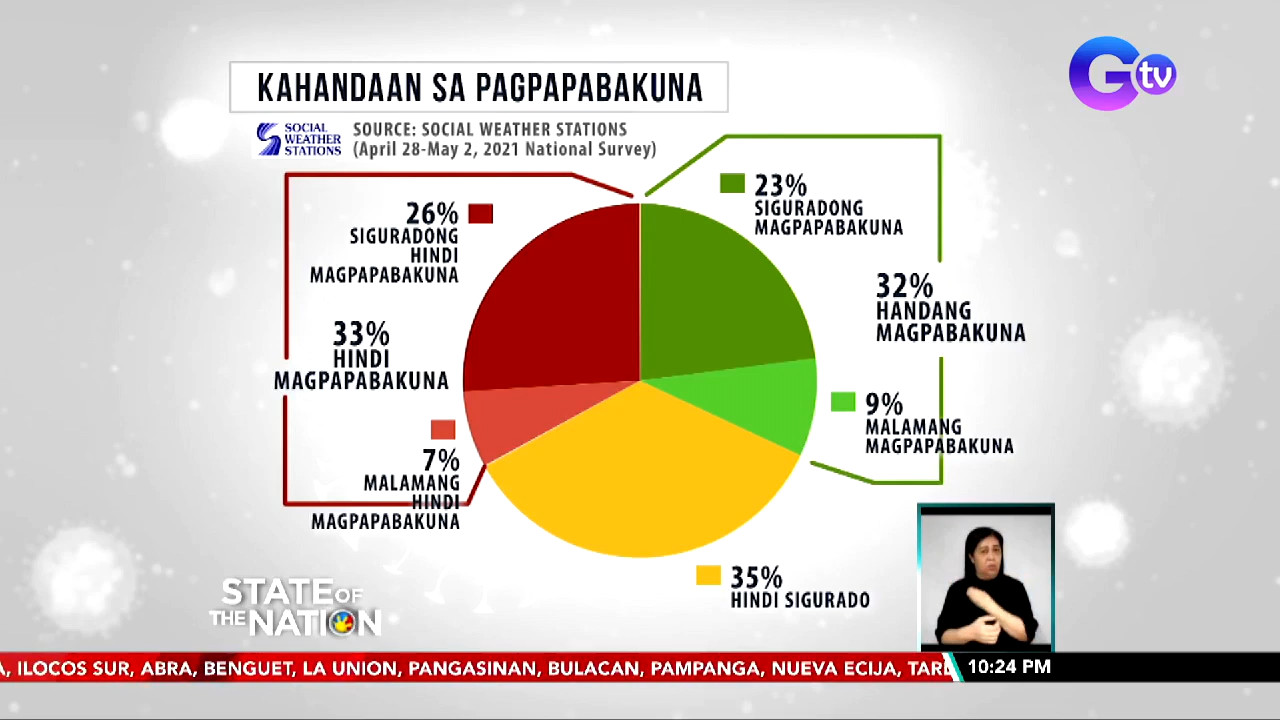 KAHANDAAN SA PAGPAPABAKUNA
Gtv
SOCIAL
WEATHER
STATIONS
SOURCE: SOCIAL WEATHER STATIONS
(April 28-May 2, 2021 National Survey)
26%
SIGURADONG
HINDI
MAGPAPABAKUNA
23%
SIGURADONG
MAGPAPABAKUNA
33%
HINDI
MAGPAPABAKUNA
32%
HANDANG
MAGPABAKUNA
7%
MALAMANG
HINDI
MAGPAPABAKUNA
9%
MALAMANG
MAGPAPABAKUNA
35%
HINDI SIGURADO
STATE OF
THE NATION
, ILOCOS SUR, ABRA, BENGUET, LA UNION, PANGASINAN, BULACAN, PAMPANGA, NUEVA ECIJA,
10:24 PM